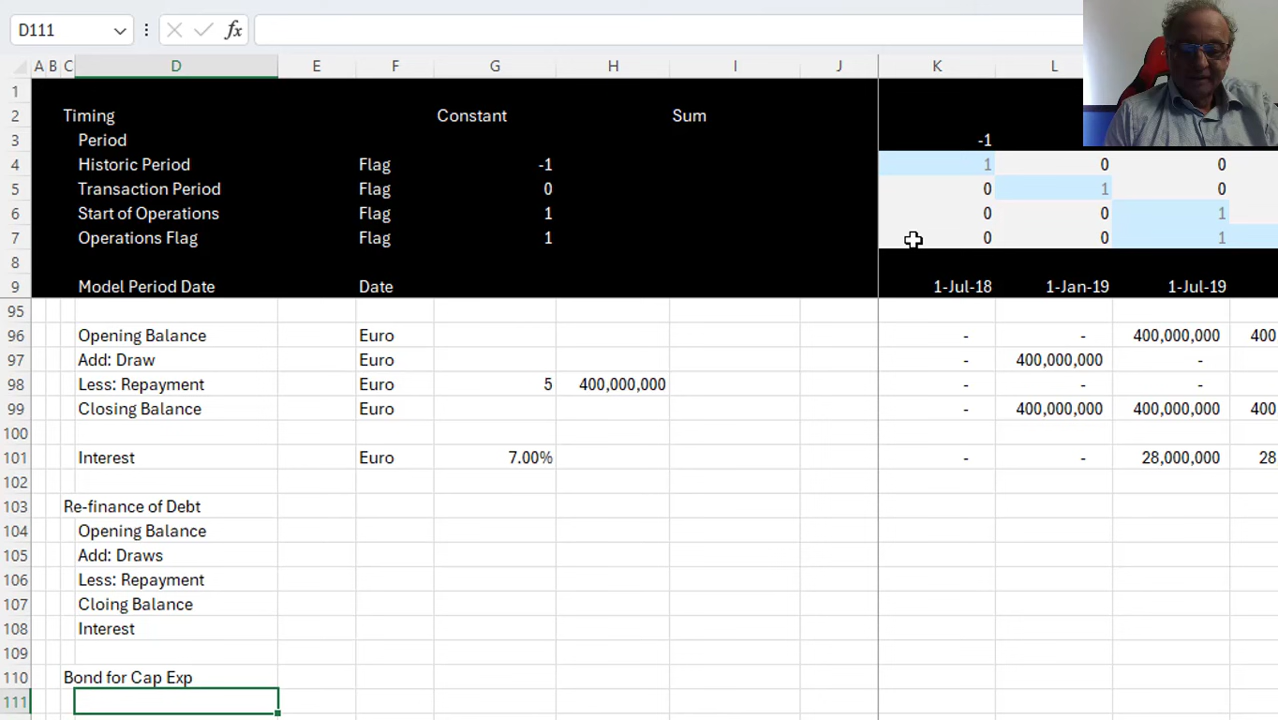 D111 fx
A B C D E F G H I J K L
1
2 Timing Constant Sum
3 Period -1
4 Historic Period Flag -1 1 0 0
5 Transaction Period Flag 0 0 1 0
6 Start of Operations Flag 1 0 0 1
7 Operations Flag Flag 1 0 0 1
8
9 Model Period Date Date 1-Jul-18 1-Jan-19 1-Jul-19
95
96 Opening Balance Euro - - 400,000,000 400
97 Add: Draw Euro - 400,000,000 -
98 Less: Repayment Euro 5 400,000,000 - - -
99 Closing Balance Euro - 400,000,000 400,000,000 400
100
101 Interest Euro 7.00% - - 28,000,000 28
102
103 Re-finance of Debt
104 Opening Balance
105 Add: Draws
106 Less: Repayment
107 Cloing Balance
108 Interest
109
110 Bond for Cap Exp
111